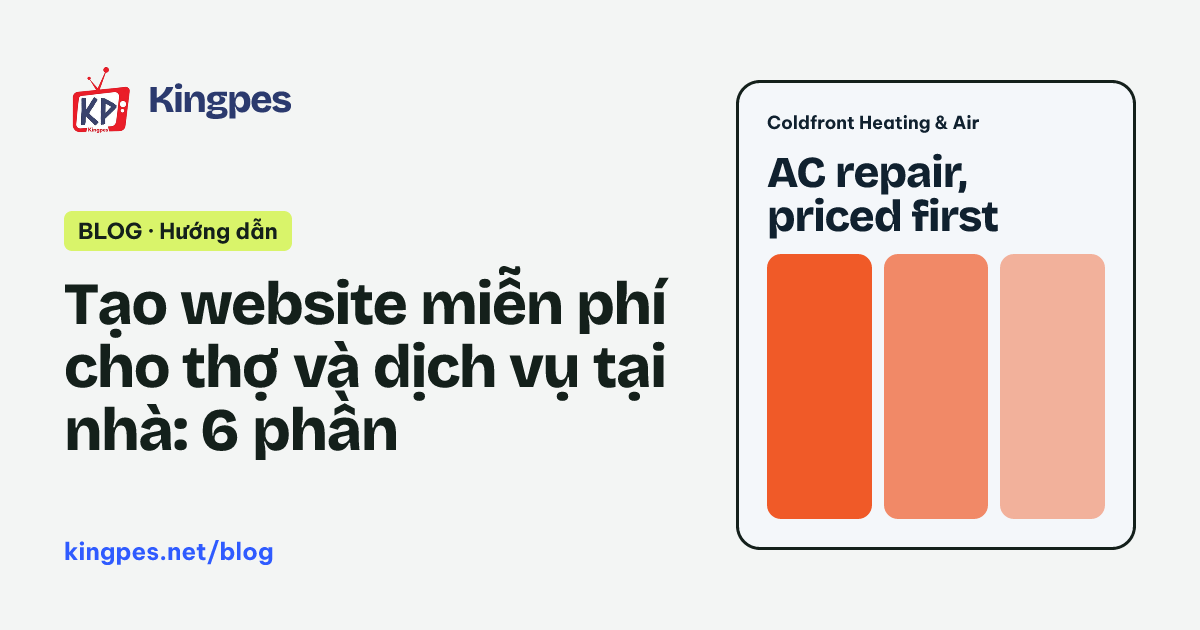 KP
Kingpes
Kingpes
BLOG · Hướng dẫn
Tạo website miễn phí
cho thợ và dịch vụ tại
nhà: 6 phần
kingpes.net/blog
Coldfront Heating & Air
AC repair,
priced first